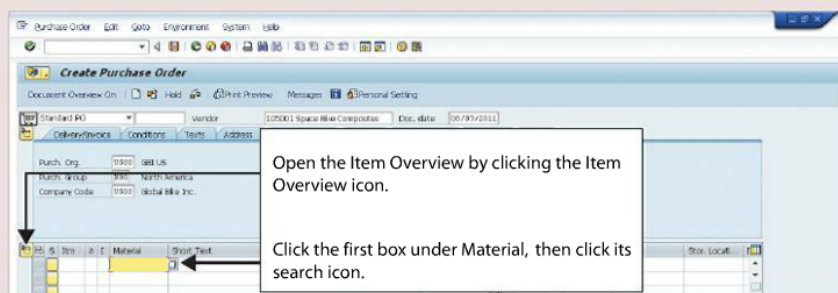 Purchase Order Edit Goto Environment System Help
Create Purchase Order
Document Overview On Hold Print Preview Messages Personal Setting
Standard PO Vendor 105001 Space Bike Composites Doc. date 06/07/2011
Delivery/Invoice Conditions Texts Address
Purch. Org. US00 GBI US
Purch. Group N00 North America
Company Code US00 Global Bike Inc.
Open the Item Overview by clicking the Item
Overview icon.
Click the first box under Material, then click its
search icon.
S Itm A I Material Short Text Stor. Locati...